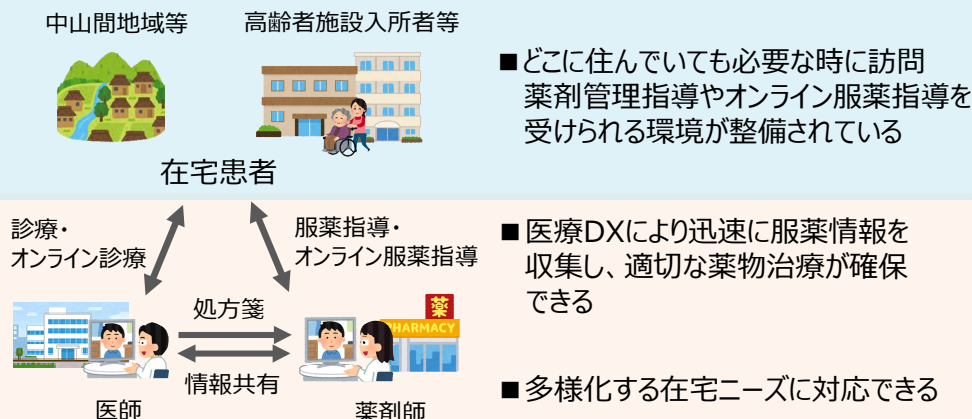 中山間地域等
高齢者施設入所者等
在宅患者
■どこに住んでいても必要な時に訪問
薬剤管理指導やオンライン服薬指導を
受けられる環境が整備されている
診療・
オンライン診療
服薬指導・
オンライン服薬指導
処方箋
情報共有
医師
薬
PHARMACY
薬剤師
■医療DXにより迅速に服薬情報を
収集し、適切な薬物治療が確保
できる
■多様化する在宅ニーズに対応できる